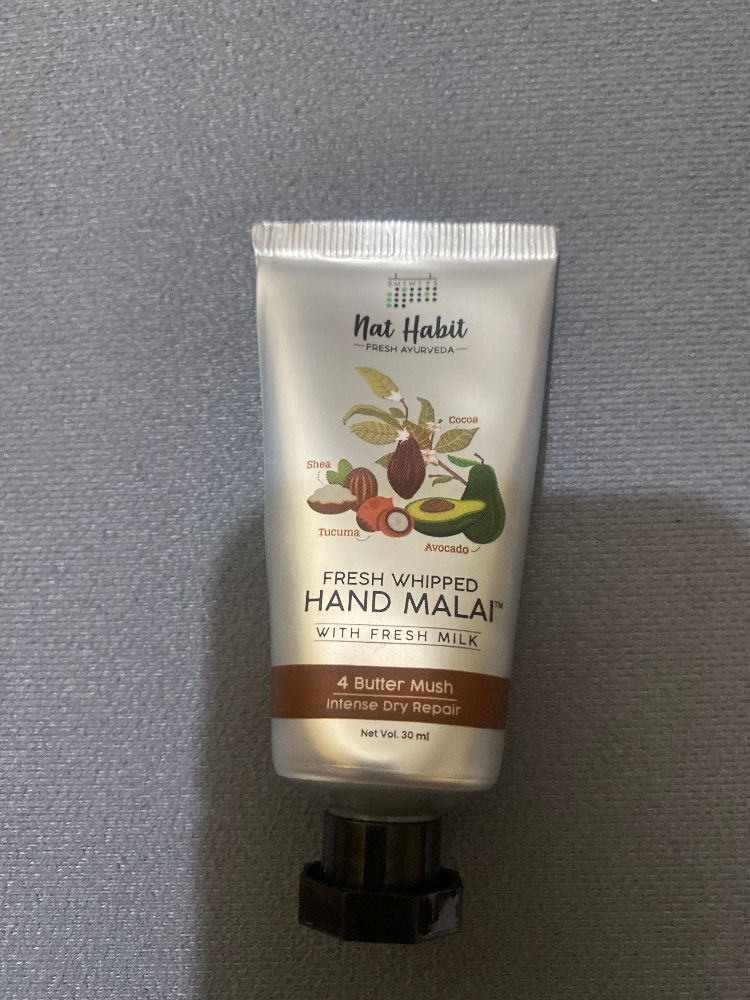 S M T W T F S
Nat Habit
FRESH AYURVEDA
Cocoa
Shea
Tucuma
Avocado
FRESH WHIPPED
HAND MALAI™
WITH FRESH MILK
4 Butter Mush
Intense Dry Repair
Net Vol. 30 ml